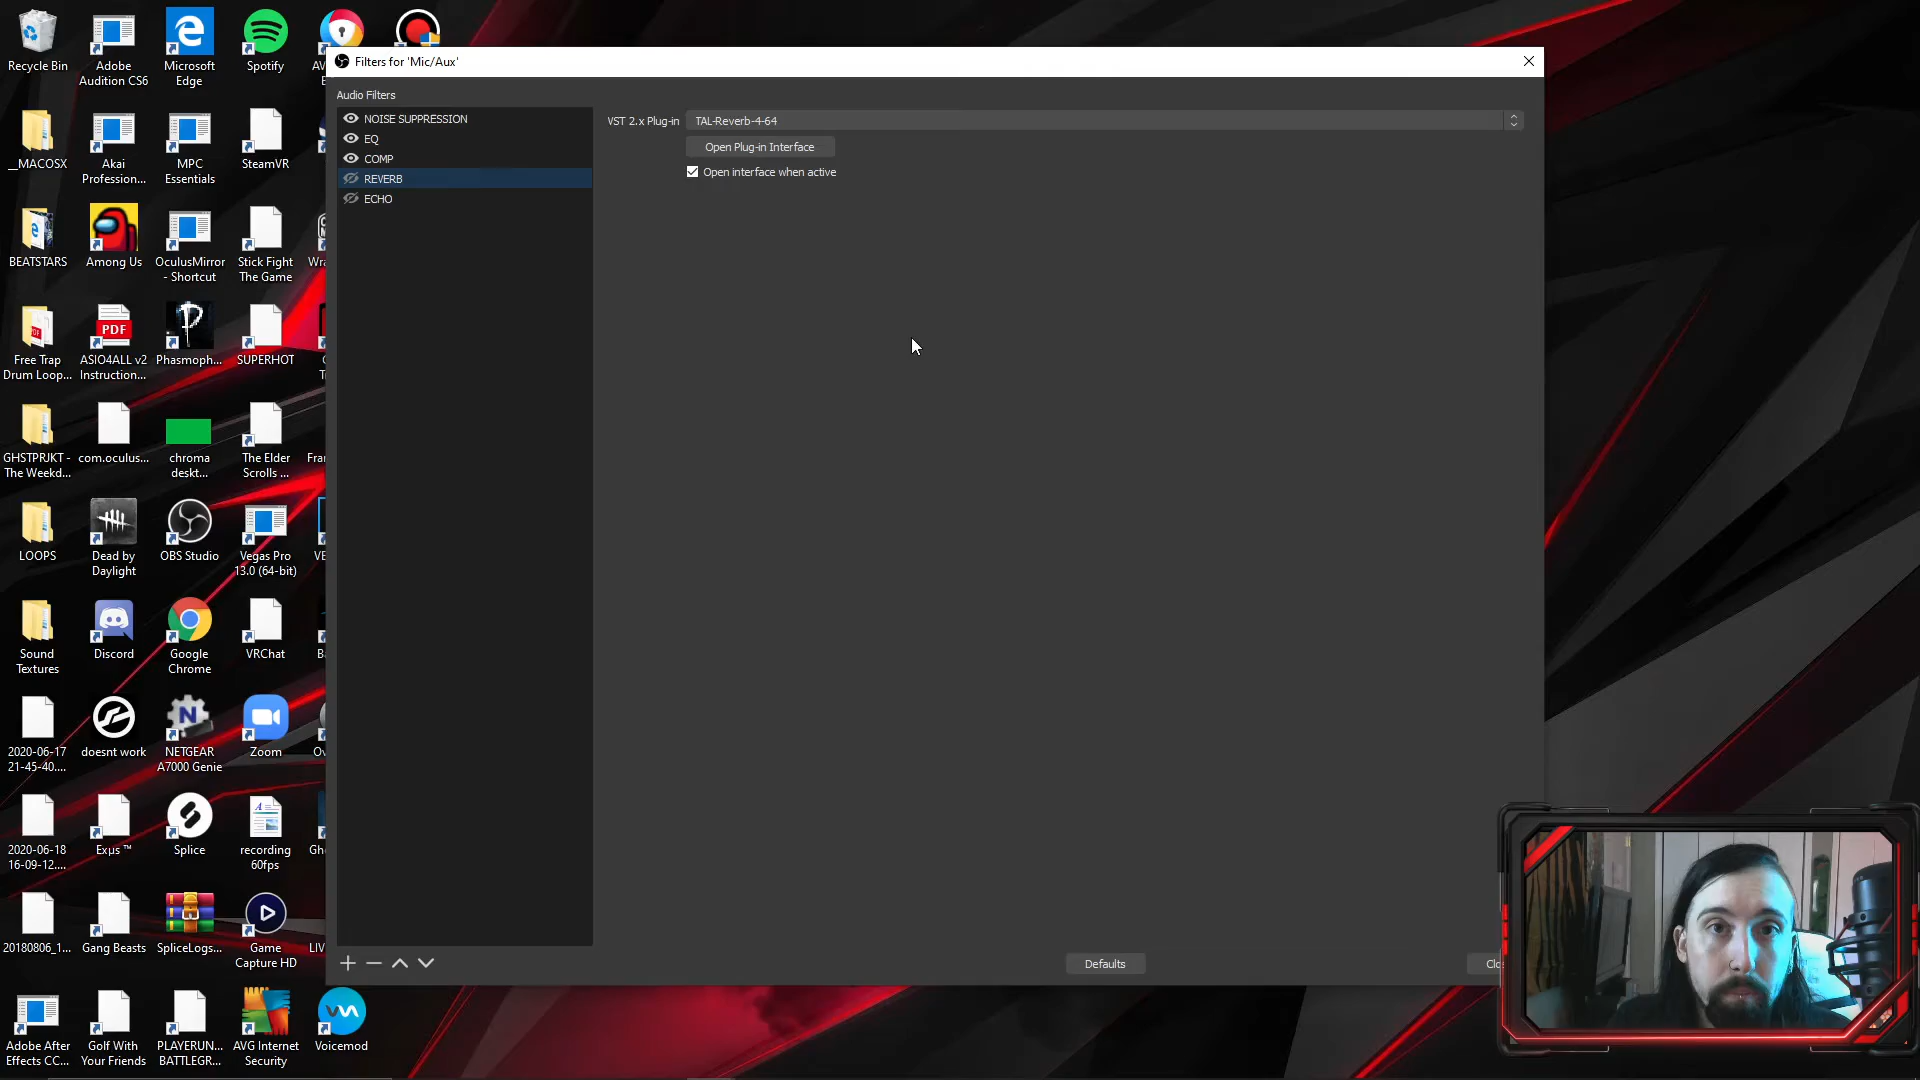 Recycle Bin
Adobe
Audition CS6
Microsoft
Edge
Spotify
Filters for 'Mic/Aux'
Audio Filters
NOISE SUPPRESSION
EQ
COMP
REVERB
ECHO
VST 2.x Plug-in
TAL-Reverb-4-64
Open Plug-in Interface
Open interface when active
Defaults
__MACOSX
Akai
Profession...
MPC
Essentials
SteamVR
BEATSTARS
Among Us
OculusMirror
- Shortcut
Stick Fight
The Game
Free Trap
Drum Loop...
PDF
ASIO4ALL v2
Instruction...
Phasmoph...
SUPERHOT
GHSTPRJKT -
The Weekd...
com.oculus...
chroma
deskt...
The Elder
Scrolls ...
LOOPS
Dead by
Daylight
OBS Studio
Vegas Pro
13.0 (64-bit)
Sound
Textures
Discord
Google
Chrome
VRChat
2020-06-17
21-45-40....
doesnt work
NETGEAR
A7000 Genie
Zoom
2020-06-18
16-09-12....
Exµs ™
Splice
recording
60fps
20180806_1...
Gang Beasts
SpliceLogs...
Game
Capture HD
Adobe After
Effects CC...
Golf With
Your Friends
PLAYERUN...
BATTLEGR...
AVG Internet
Security
Voicemod